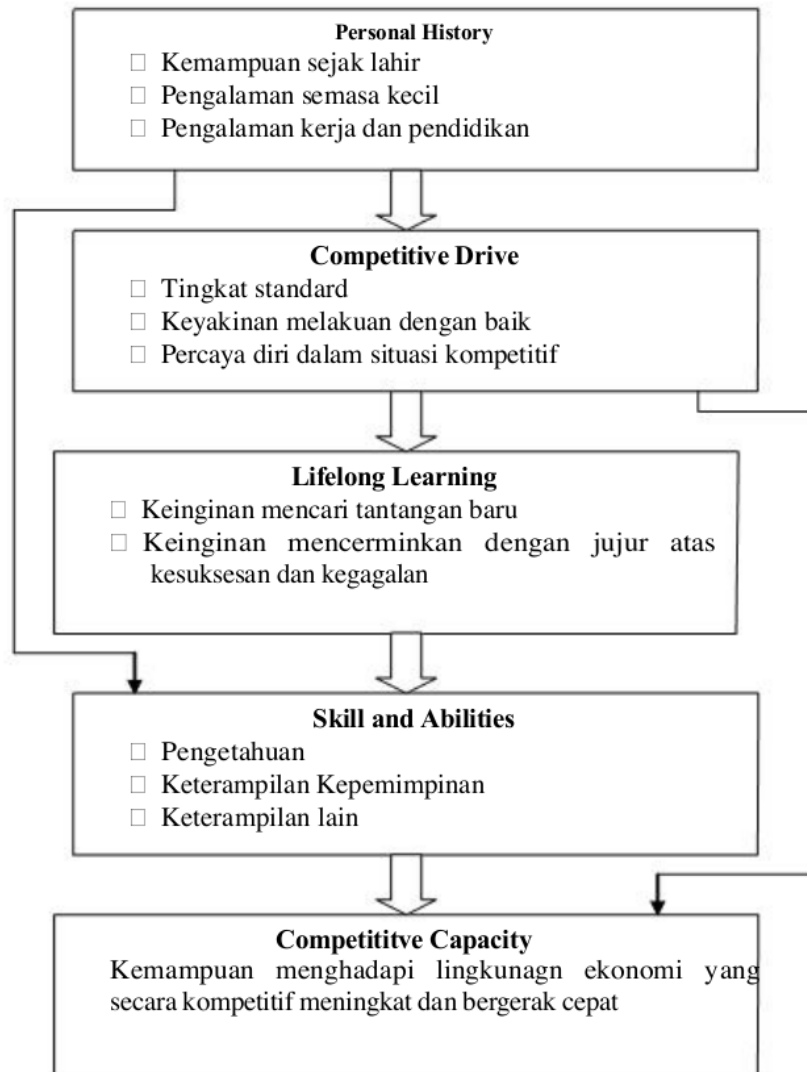 Personal History
□ Kemampuan sejak lahir
□ Pengalaman semasa kecil
□ Pengalaman kerja dan pendidikan
Competitive Drive
□ Tingkat standard
□ Keyakinan melakuan dengan baik
□ Percaya diri dalam situasi kompetitif
Lifelong Learning
□ Keinginan mencari tantangan baru
□ Keinginan mencerminkan dengan jujur atas
kesuksesan dan kegagalan
Skill and Abilities
□ Pengetahuan
□ Keterampilan Kepemimpinan
□ Keterampilan lain
Competititve Capacity
Kemampuan menghadapi lingkunagn ekonomi yang
secara kompetitif meningkat dan bergerak cepat